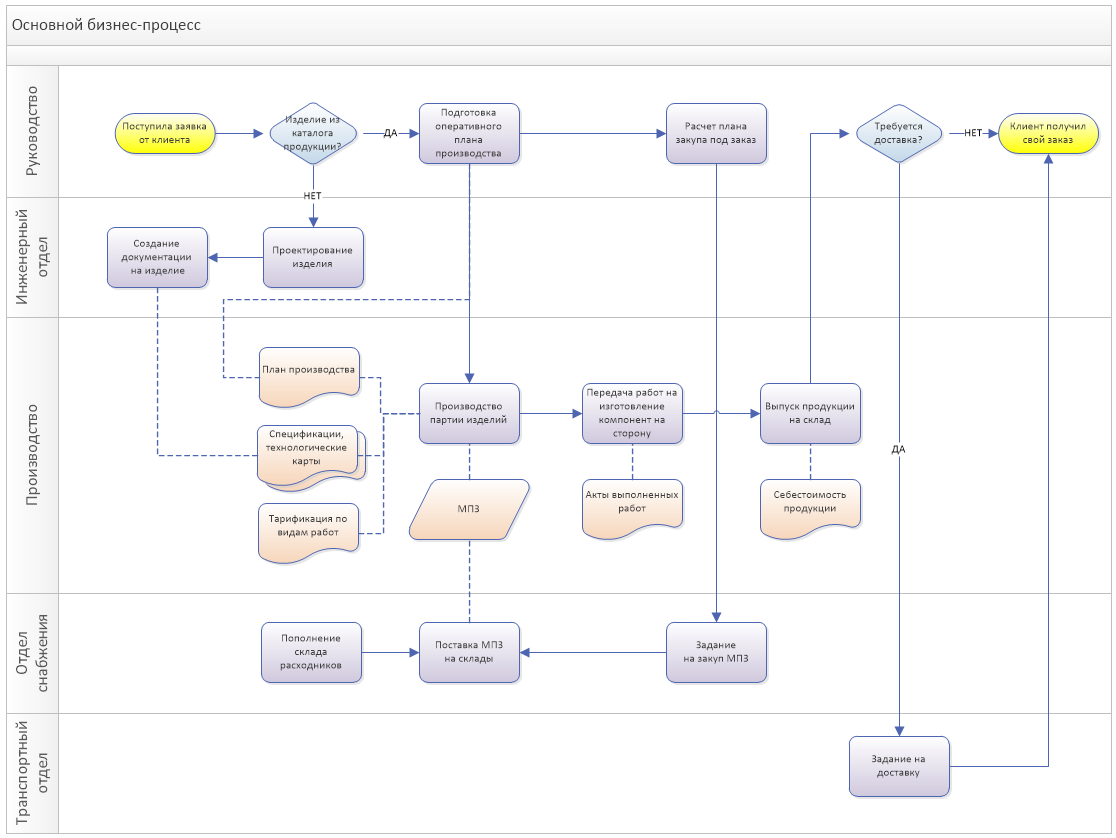 Основной бизнес-процесс
Руководство
Поступила заявка
от клиента
Изделие из
каталога
продукции?
ДА
Подготовка
оперативного
плана
производства
Расчет плана
закупа под заказ
Требуется
доставка?
НЕТ
Клиент получил
свой заказ
НЕТ
Инженерный
отдел
Создание
документации
на изделие
Проектирование
изделия
Производство
План производства
Спецификации,
технологические
карты
Тарификация по
видам работ
Производство
партии изделий
МПЗ
Передача работ на
изготовление
компонент на
сторону
Акты выполненных
работ
Выпуск продукции
на склад
Себестоимость
продукции
ДА
Отдел
снабжения
Пополнение
склада
расходников
Поставка МПЗ
на склады
Задание
на закуп МПЗ
Транспортный
отдел
Задание на
доставку